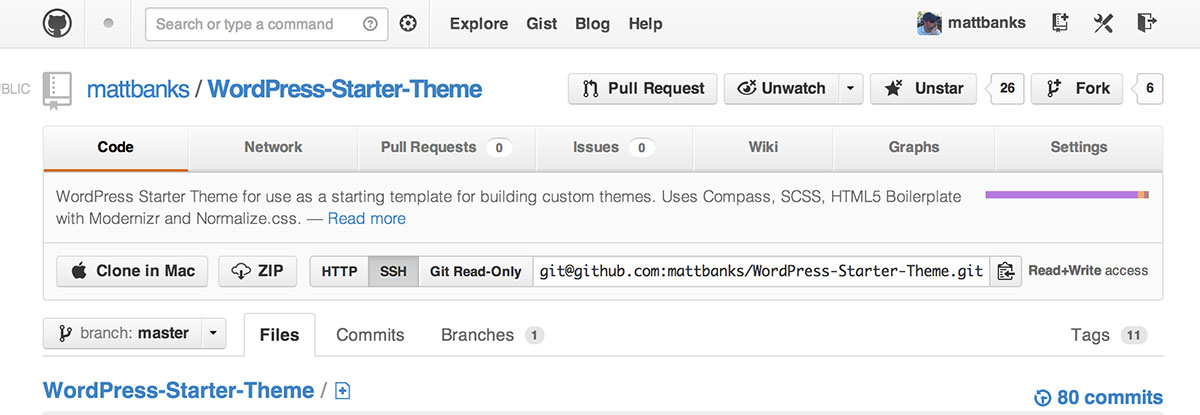 Search or type a command
Explore Gist Blog Help
mattbanks
BLIC
mattbanks / WordPress-Starter-Theme
Pull Request Unwatch Unstar 26 Fork 6
Code Network Pull Requests 0 Issues 0 Wiki Graphs Settings
WordPress Starter Theme for use as a starting template for building custom themes. Uses Compass, SCSS, HTML5 Boilerplate
with Modernizr and Normalize.css. — Read more
Clone in Mac ZIP HTTP SSH Git Read-Only git@github.com:mattbanks/WordPress-Starter-Theme.git Read+Write access
branch: master Files Commits Branches 1 Tags 11
WordPress-Starter-Theme /
80 commits